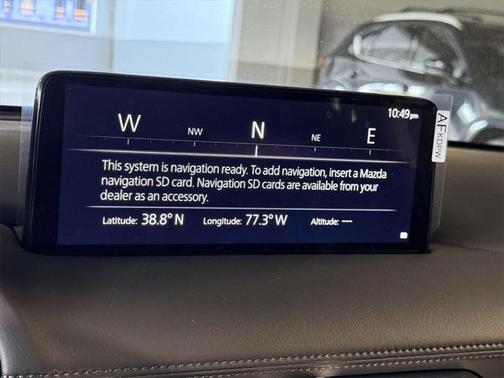 10:49pm
W NW N NE E
This system is navigation ready. To add navigation, insert a Mazda
navigation SD card. Navigation SD cards are available from your
dealer as an accessory.
Latitude: 38.8° N Longitude: 77.3° W Altitude: ---
AFKDPW